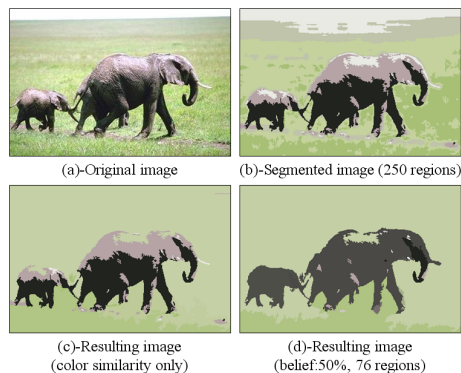 (a)-Original image
(b)-Segmented image (250 regions)
(c)-Resulting image
(color similarity only)
(d)-Resulting image
(belief:50%, 76 regions)